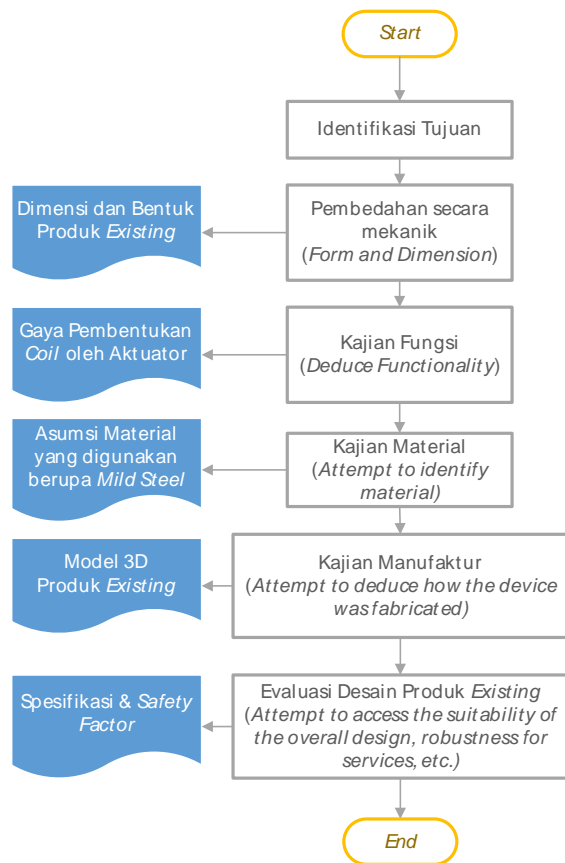 Start
Identifikasi Tujuan
Dimensi dan Bentuk
Produk Existing
Pembedahan secara
mekanik
(Form and Dimension)
Gaya Pembentukan
Coil oleh Aktuator
Kajian Fungsi
(Deduce Functionality)
Asumsi Material
yang digunakan
berupa Mild Steel
Kajian Material
(Attempt to identify
material)
Model 3D
Produk Existing
Kajian Manufaktur
(Attempt to deduce how the device
was fabricated)
Spesifikasi & Safety
Factor
Evaluasi Desain Produk Existing
(Attempt to access the suitability of
the overall design, robustness for
services, etc.)
End